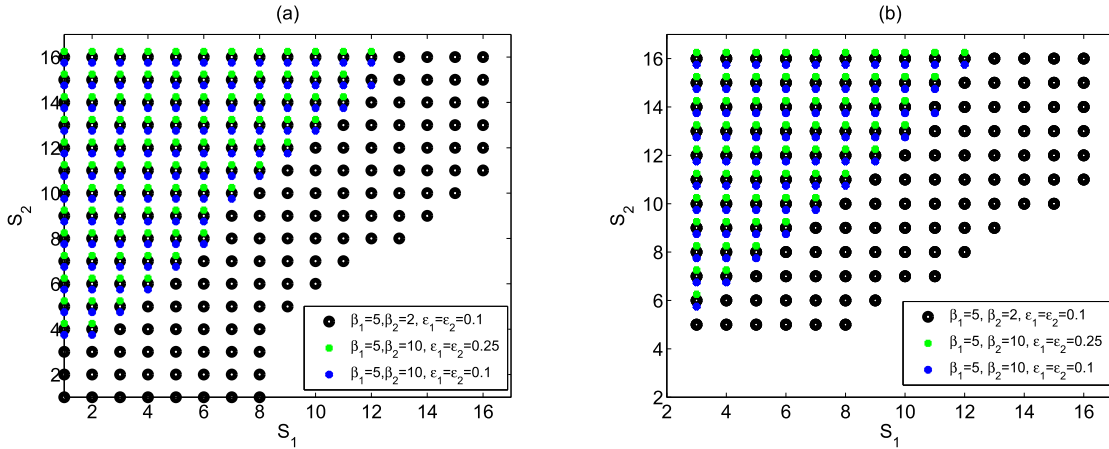 (a)
16
14
12
10
8
6
4
2
S₂
2 4 6 8 10 12 14 16
S₁
β₁=5,β₂=2, ε₁=ε₂=0.1
β₁=5,β₂=10, ε₁=ε₂=0.25
β₁=5,β₂=10, ε₁=ε₂=0.1
(b)
16
14
12
10
8
6
4
2
S₂
2 4 6 8 10 12 14 16
S₁
β₁=5, β₂=2, ε₁=ε₂=0.1
β₁=5, β₂=10, ε₁=ε₂=0.25
β₁=5, β₂=10, ε₁=ε₂=0.1